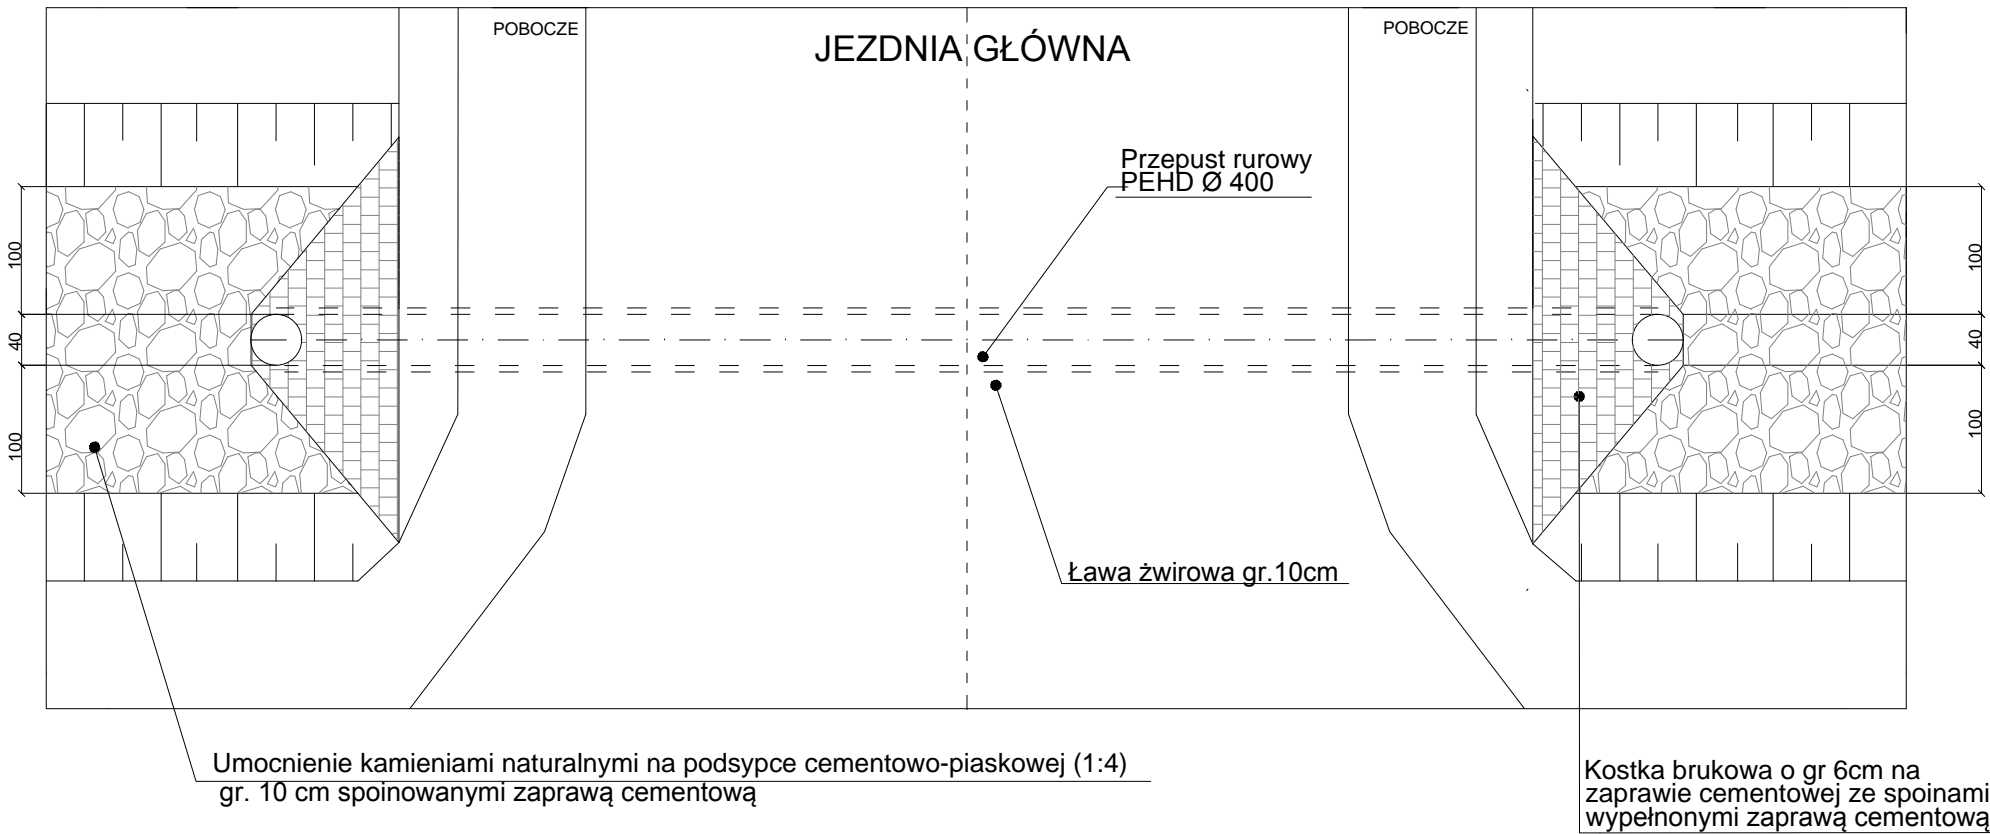 POBOCZE
JEZDNIA GŁÓWNA
POBOCZE
Przepust rurowy
PEHD Ø 400
100
40
100
100
40
100
Ława żwirowa gr.10cm
Umocnienie kamieniami naturalnymi na podsypce cementowo-piaskowej (1:4)
gr. 10 cm spoinowanymi zaprawą cementową
Kostka brukowa o gr 6cm na
zaprawie cementowej ze spoinami
wypełnonymi zaprawą cementową